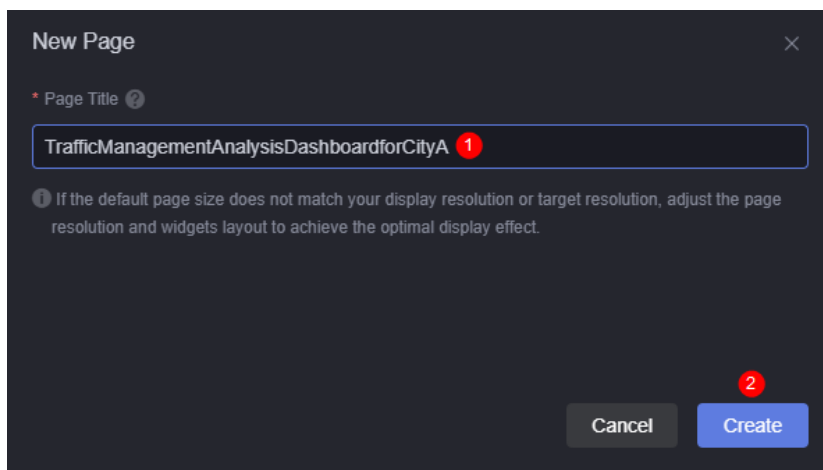 New Page
* Page Title ?
TrafficManagementAnalysisDashboardforCityA 1
If the default page size does not match your display resolution or target resolution, adjust the page
resolution and widgets layout to achieve the optimal display effect.
2
Cancel Create